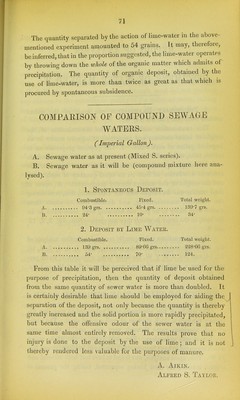 71
The quantity separated by the action of lime-water in the above-
mentioned experiment amounted to 54 grains. It may, therefore,
be inferred, that in the proportion suggested, the lime-water operates
by throwing down the whole of the organic matter which admits of
precipitation. The quantity of organic deposit, obtained by the
use of lime-water, is more than twice as great as that which is
procured by spontaneous subsidence.
COMPARISON OF COMPOUND SEWAGE
WATERS.
(Imperial Gallon).
A. Sewage water as at present (Mixed S. series).
B. Sewage water as it will be (compound mixture here ana-
lysed).
1. Spontaneous Deposit.
Combustible. Fixed. Total weight.
A. .......... 94·3 grs. .......... 45·4 grs. .......... 139·7 grs.
B. .......... 24· .......... 10· .......... 34·
2. Deposit by Lime Water.
Combustible. Fixed. Total weight.
A. .......... 130 grs. .......... 89·60 grs. .......... 219·60 grs.
B. .......... 54· .......... 70· .......... 124.
From this table it will be perceived that if lime be used for the
purpose of precipitation, then the quantity of deposit obtained
from the same quantity of sewer water is more than doubled. It
is certainly desirable that lime should be employed for aiding the
separation of the deposit, not only because the quantity is thereby
greatly increased and the solid portion is more rapidly precipitated,
but because the offensive odour of the sewer water is at the
same time almost entirely removed. The results prove that no
injury is done to the deposit by the use of lime; and it is not
thereby rendered less valuable for the purposes of manure.
A. Aikin.
Alfred S. Taylor.